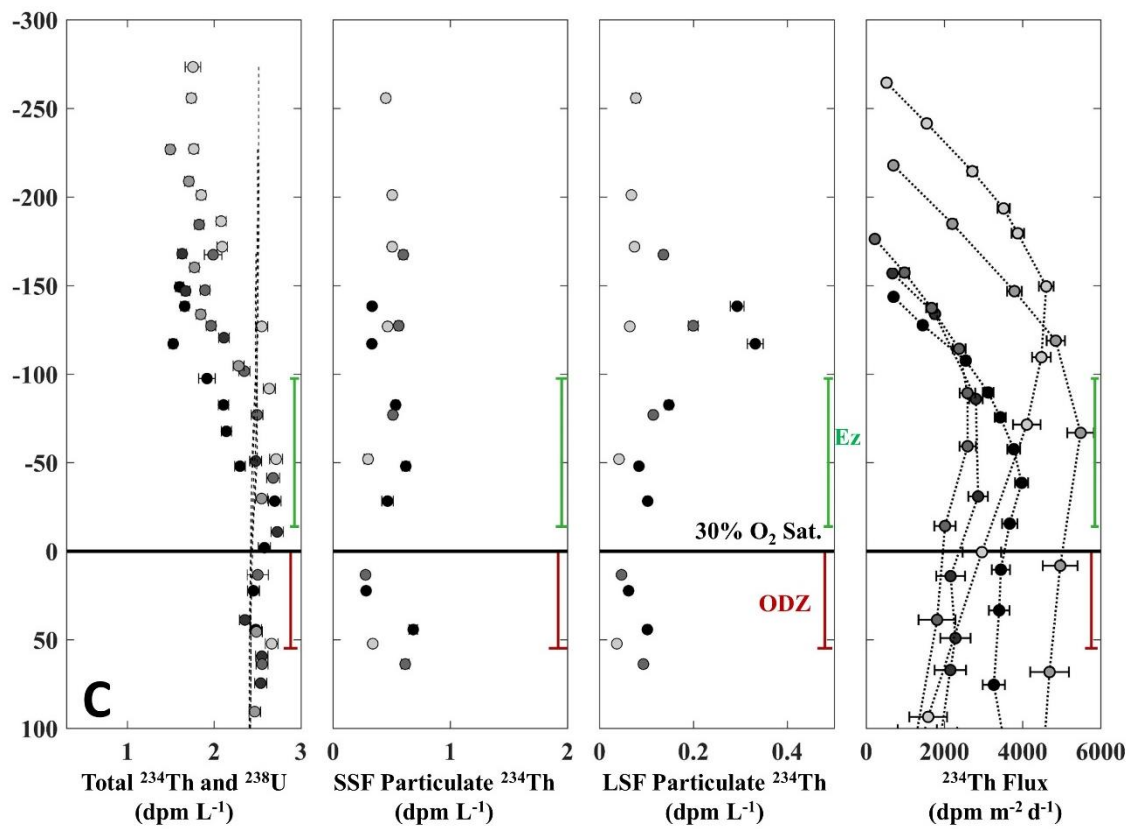 -300
-250
-200
-150
-100
-50
0
50
100
Ez
30% O₂ Sat.
ODZ
C
1 2 3
0 1 2
0 0.2 0.4
0 2000 4000 6000
Total ²³⁴Th and ²³⁸U
(dpm L⁻¹)
SSF Particulate ²³⁴Th
(dpm L⁻¹)
LSF Particulate ²³⁴Th
(dpm L⁻¹)
²³⁴Th Flux
(dpm m⁻² d⁻¹)